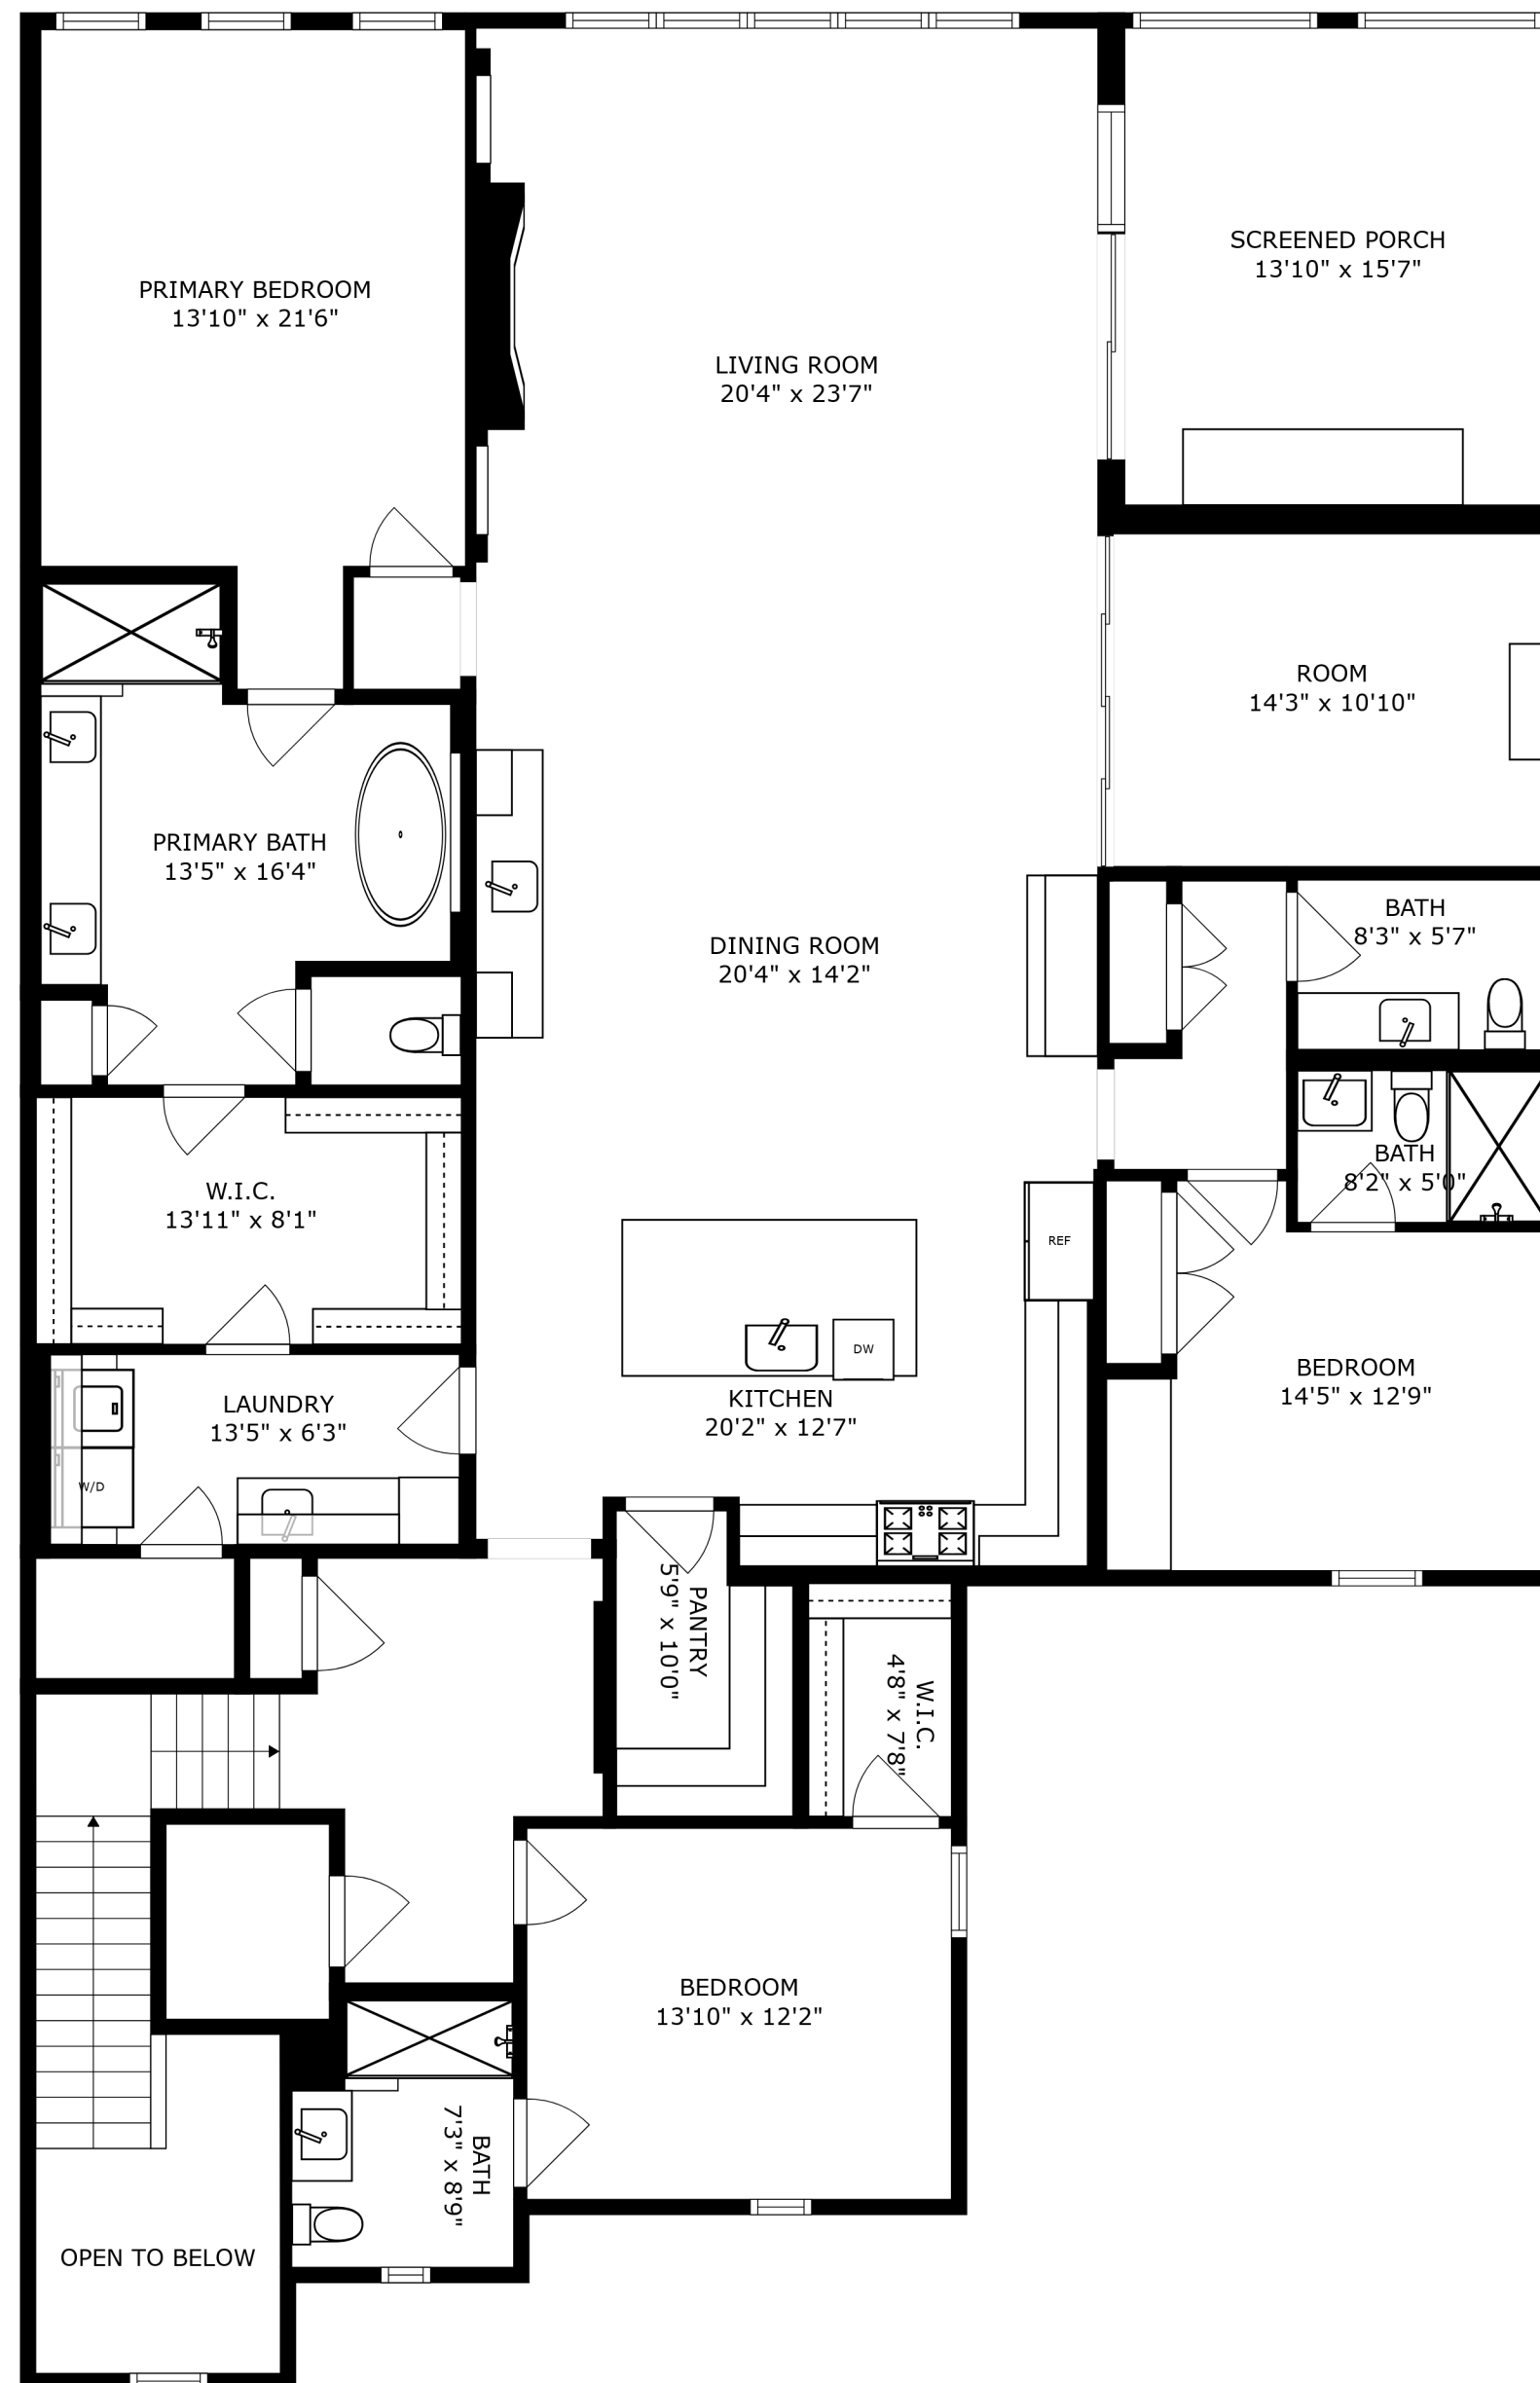 PRIMARY BEDROOM
13'10" x 21'6"
LIVING ROOM
20'4" x 23'7"
SCREENED PORCH
13'10" x 15'7"
ROOM
14'3" x 10'10"
PRIMARY BATH
13'5" x 16'4"
DINING ROOM
20'4" x 14'2"
BATH
8'3" x 5'7"
BATH
8'2" x 5'0"
W.I.C.
13'11" x 8'1"
REF
DW
KITCHEN
20'2" x 12'7"
BEDROOM
14'5" x 12'9"
LAUNDRY
13'5" x 6'3"
W/D
PANTRY
5'9" x 10'0"
W.I.C.
4'8" x 7'8"
BEDROOM
13'10" x 12'2"
BATH
7'3" x 8'9"
OPEN TO BELOW